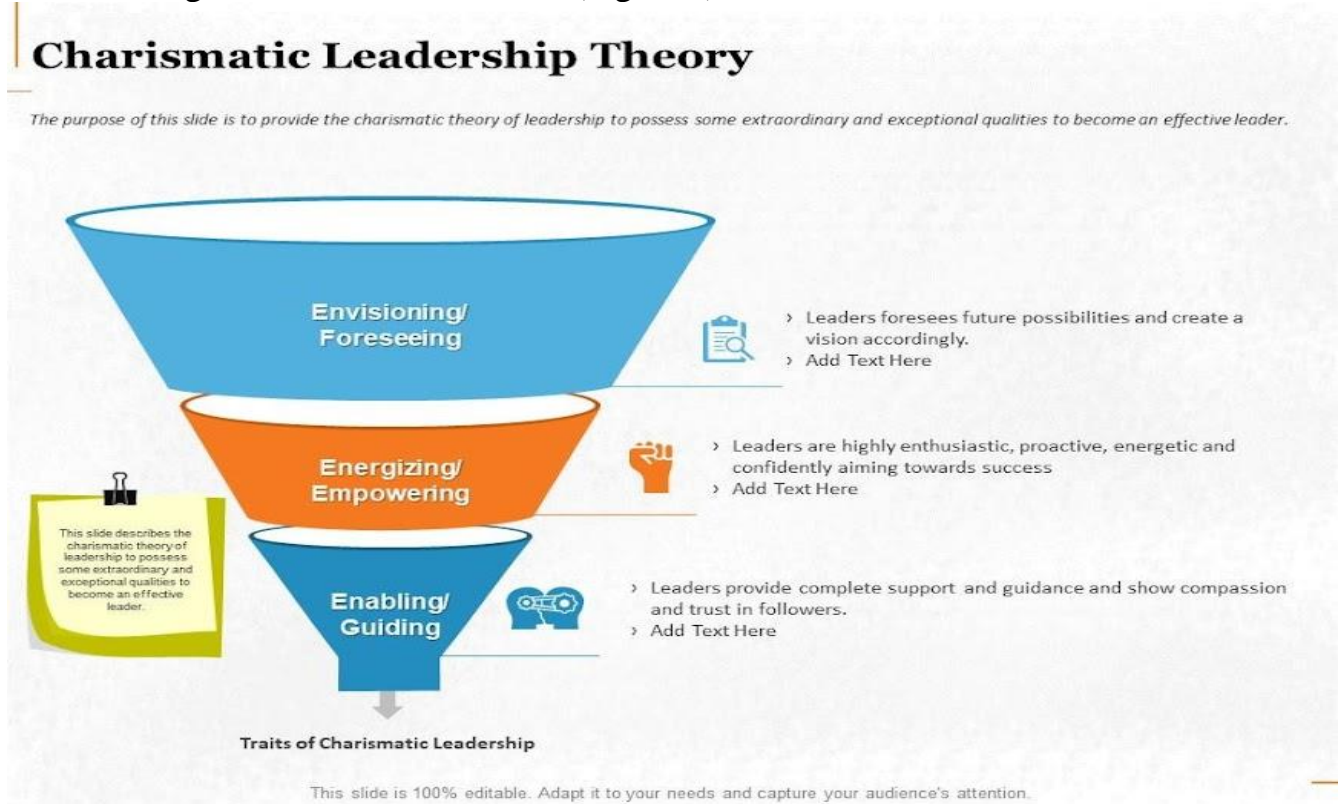 Charismatic Leadership Theory
The purpose of this slide is to provide the charismatic theory of leadership to possess some extraordinary and exceptional qualities to become an effective leader.
Envisioning/
Foreseeing
› Leaders foresees future possibilities and create a
vision accordingly.
› Add Text Here
Energizing/
Empowering
› Leaders are highly enthusiastic, proactive, energetic and
confidently aiming towards success
› Add Text Here
This slide describes the
charismatic theory of
leadership to possess
some extraordinary and
exceptional qualities to
become an effective
leader.
Enabling/
Guiding
› Leaders provide complete support and guidance and show compassion
and trust in followers.
› Add Text Here
Traits of Charismatic Leadership
This slide is 100% editable. Adapt it to your needs and capture your audience's attention.